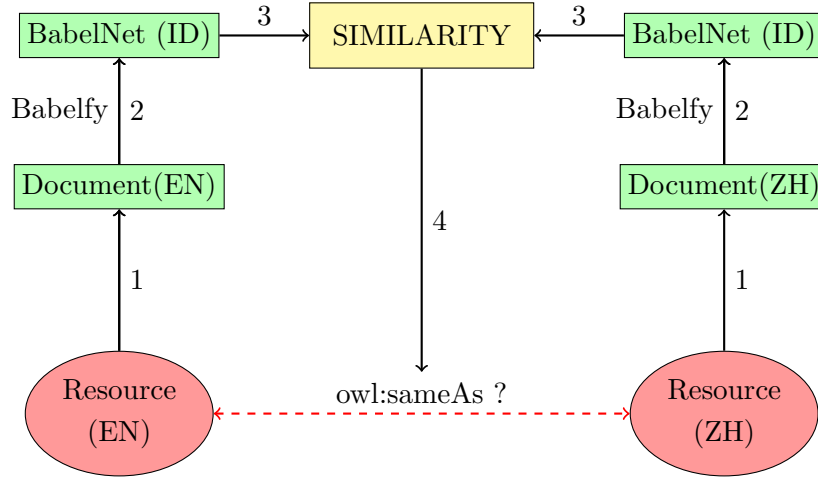 BabelNet (ID)
3
SIMILARITY
3
BabelNet (ID)
Babelfy
2
Babelfy
2
Document(EN)
Document(ZH)
4
1
1
Resource
(EN)
owl:sameAs ?
Resource
(ZH)